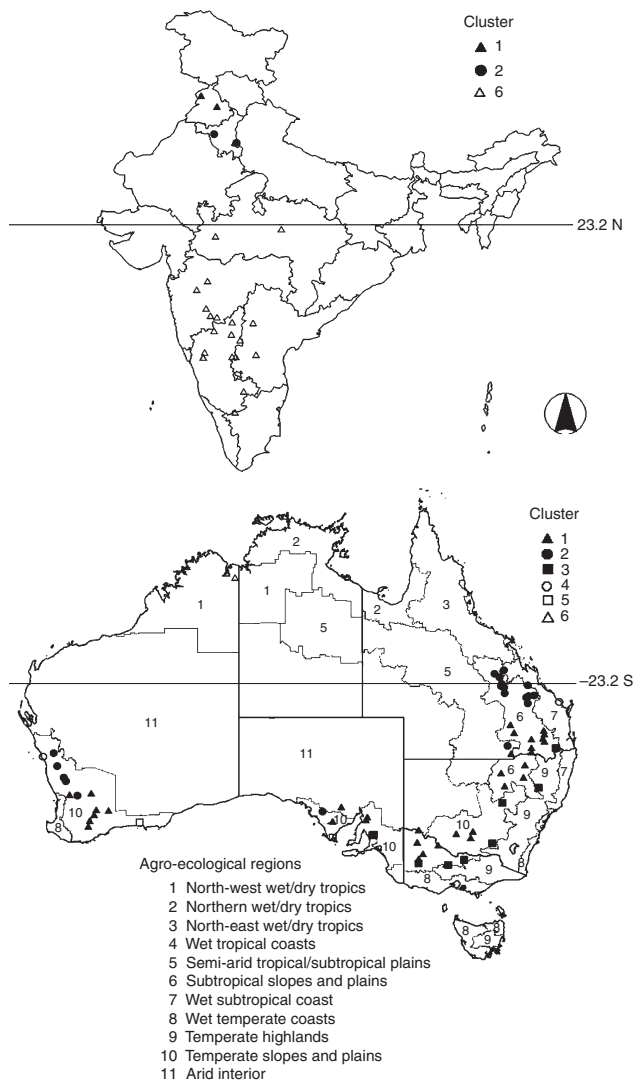 Cluster
1
2
6
23.2 N
Cluster
1
2
3
4
5
6
2
1
1
2
3
5
5
–23.2 S
11
7
6
11
6
9
7
10
8
10
10
10
9
8
8
9
8
8
9
Agro-ecological regions
1 North-west wet/dry tropics
2 Northern wet/dry tropics
3 North-east wet/dry tropics
4 Wet tropical coasts
5 Semi-arid tropical/subtropical plains
6 Subtropical slopes and plains
7 Wet subtropical coast
8 Wet temperate coasts
9 Temperate highlands
10 Temperate slopes and plains
11 Arid interior